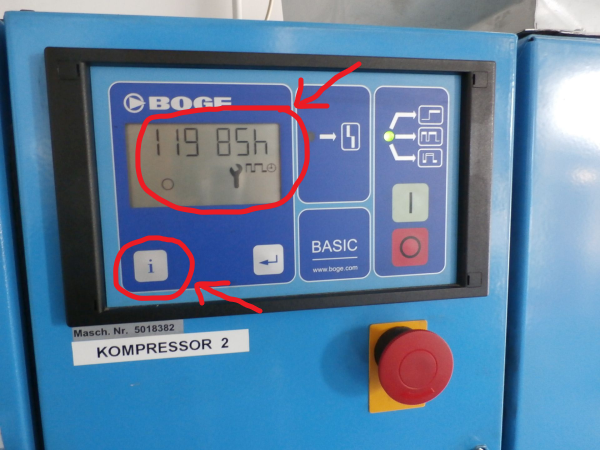 BOGE
119 85h
i
BASIC
www.boge.com
Masch. Nr. 5018382
KOMPRESSOR 2